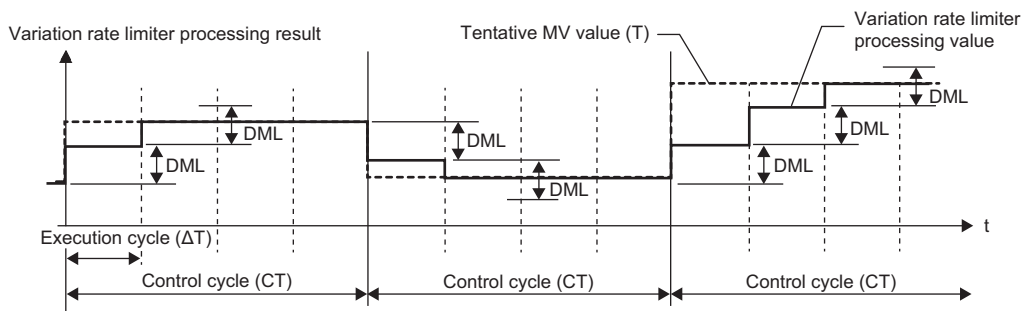 Variation rate limiter processing result
Tentative MV value (T)
Variation rate limiter
processing value
DML
DML
DML
DML
DML
DML
DML
t
Execution cycle (ΔT)
Control cycle (CT)
Control cycle (CT)
Control cycle (CT)